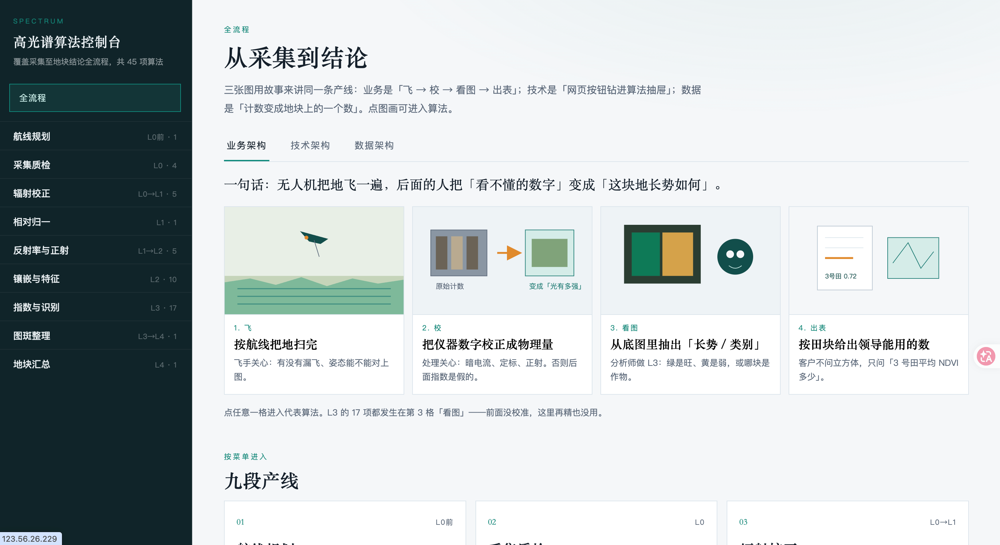 SPECTRUM
高光谱算法控制台
覆盖采集至地块结论全流程，共 45 项算法
全流程
航线规划 L0前 · 1
采集质检 L0 · 4
辐射校正 L0→L1 · 5
相对归一 L1 · 1
反射率与正射 L1→L2 · 5
镶嵌与特征 L2 · 10
指数与识别 L3 · 17
图斑整理 L3→L4 · 1
地块汇总 L4 · 1
123.56.26.229
全流程
从采集到结论
三张图用故事来讲同一条产线：业务是「飞 → 校 → 看图 → 出表」；技术是「网页按钮钻进算法抽屉」；数据
是「计数变成地块上的一个数」。点图画可进入算法。
业务架构 技术架构 数据架构
一句话：无人机把地飞一遍，后面的人把「看不懂的数字」变成「这块地长势如何」。
1. 飞
按航线把地扫完
飞手关心：有没有漏飞、姿态能不能对上
图。
原始计数
变成「光有多强」
2. 校
把仪器数字校正成物理量
处理关心：暗电流、定标、正射。否则后
面指数是假的。
3. 看图
从底图里抽出「长势 / 类别」
分析师做 L3：绿是旺、黄是弱，或哪块是
作物。
3号田 0.72
4. 出表
按田块给出领导能用的数
客户不问立方体，只问「3 号田平均 NDVI
多少」。
点任意一格进入代表算法。L3 的 17 项都发生在第 3 格「看图」——前面没校准，这里再精也没用。
按菜单进入
九段产线
01 L0前
02 L0
03 L0→L1